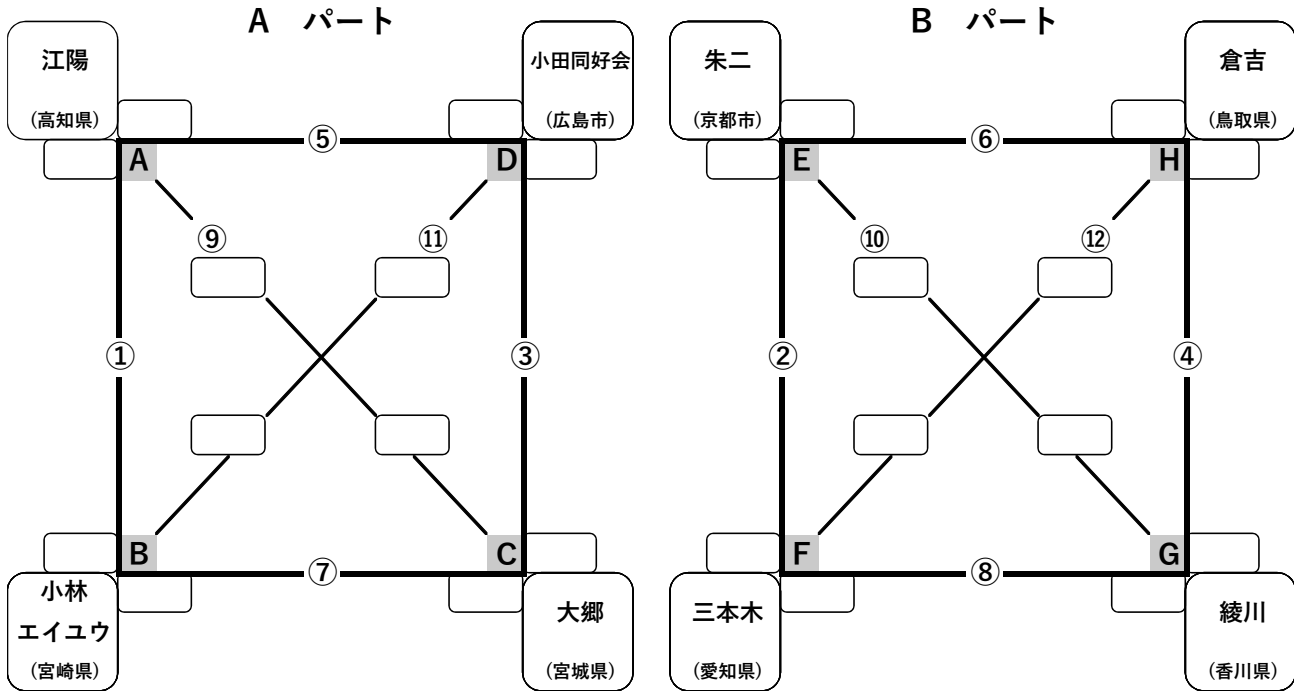 A パート
江陽
(高知県)
小田同好会
(広島市)
⑤
A
D
⑨
⑪
①
③
B
C
⑦
小林
エイユウ
(宮崎県)
大郷
(宮城県)
B パート
朱二
(京都市)
倉吉
(鳥取県)
⑥
E
H
⑩
⑫
②
④
F
G
⑧
三本木
(愛知県)
綾川
(香川県)